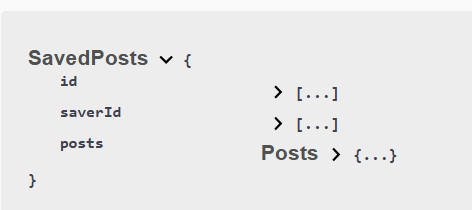 SavedPosts {
id [...]
saverId [...]
posts Posts {...}
}